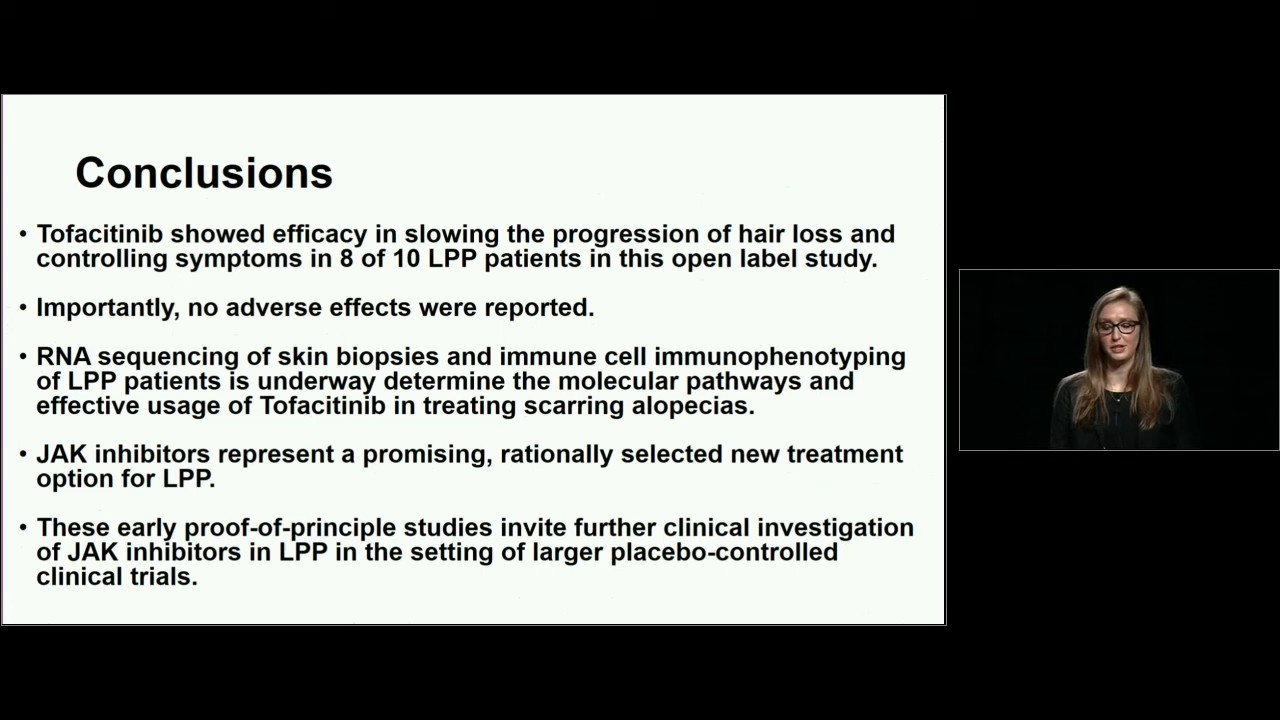 Conclusions
• Tofacitinib showed efficacy in slowing the progression of hair loss and
controlling symptoms in 8 of 10 LPP patients in this open label study.
• Importantly, no adverse effects were reported.
• RNA sequencing of skin biopsies and immune cell immunophenotyping
of LPP patients is underway determine the molecular pathways and
effective usage of Tofacitinib in treating scarring alopecias.
• JAK inhibitors represent a promising, rationally selected new treatment
option for LPP.
• These early proof-of-principle studies invite further clinical investigation
of JAK inhibitors in LPP in the setting of larger placebo-controlled
clinical trials.